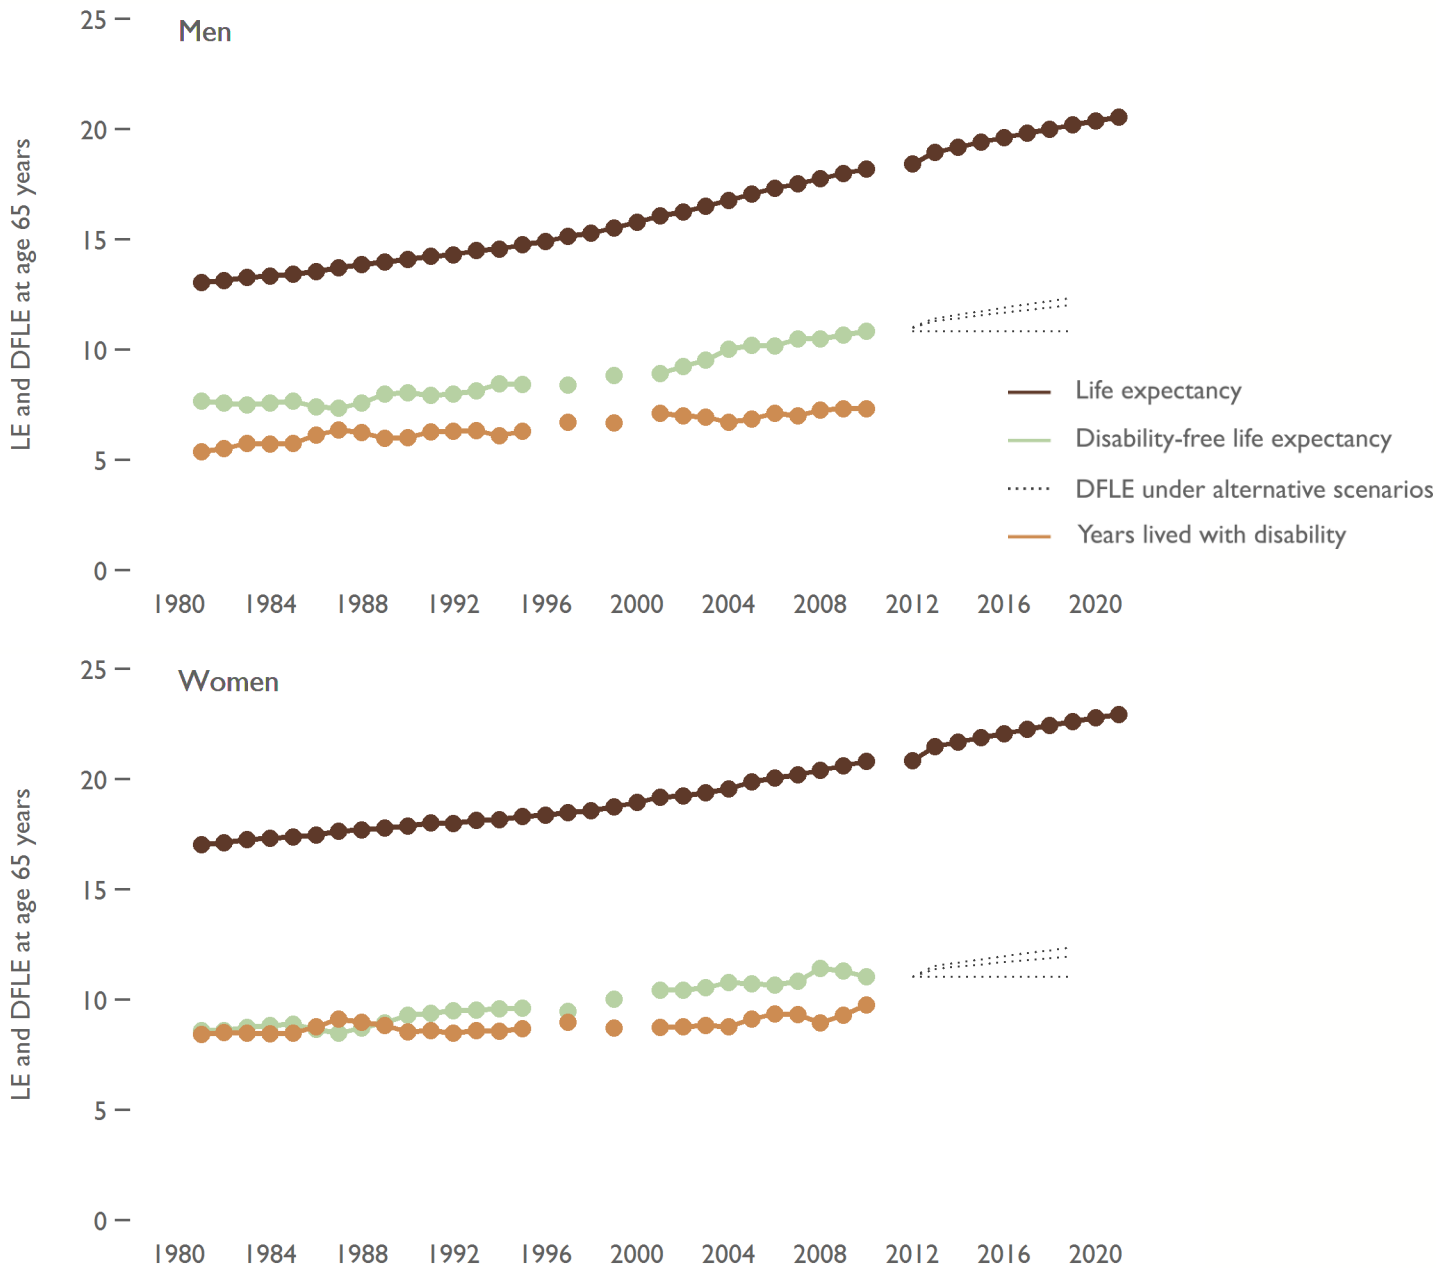 Men
LE and DFLE at age 65 years
25
20
15
10
5
0
1980 1984 1988 1992 1996 2000 2004 2008 2012 2016 2020
Life expectancy
Disability-free life expectancy
DFLE under alternative scenarios
Years lived with disability
Women
LE and DFLE at age 65 years
25
20
15
10
5
0
1980 1984 1988 1992 1996 2000 2004 2008 2012 2016 2020